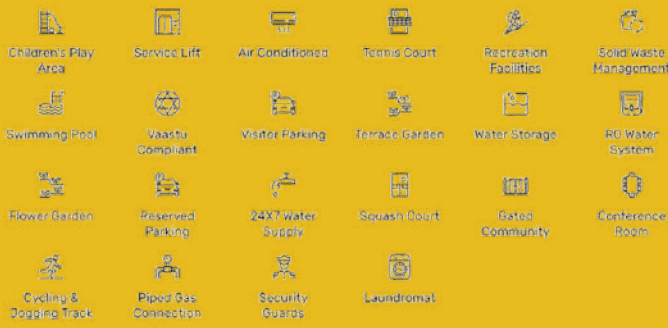 Children's Play
Area
Service Lift
Air Conditioned
Tennis Court
Recreation
Facilities
Solid Waste
Management
Swimming Pool
Vaastu
Compliant
Visitor Parking
Terrace Garden
Water Storage
RO Water
System
Flower Garden
Reserved
Parking
24X7 Water
Supply
Squash Court
Gated
Community
Conference
Room
Cycling &
Jogging Track
Piped Gas
Connection
Security
Guards
Laundromat